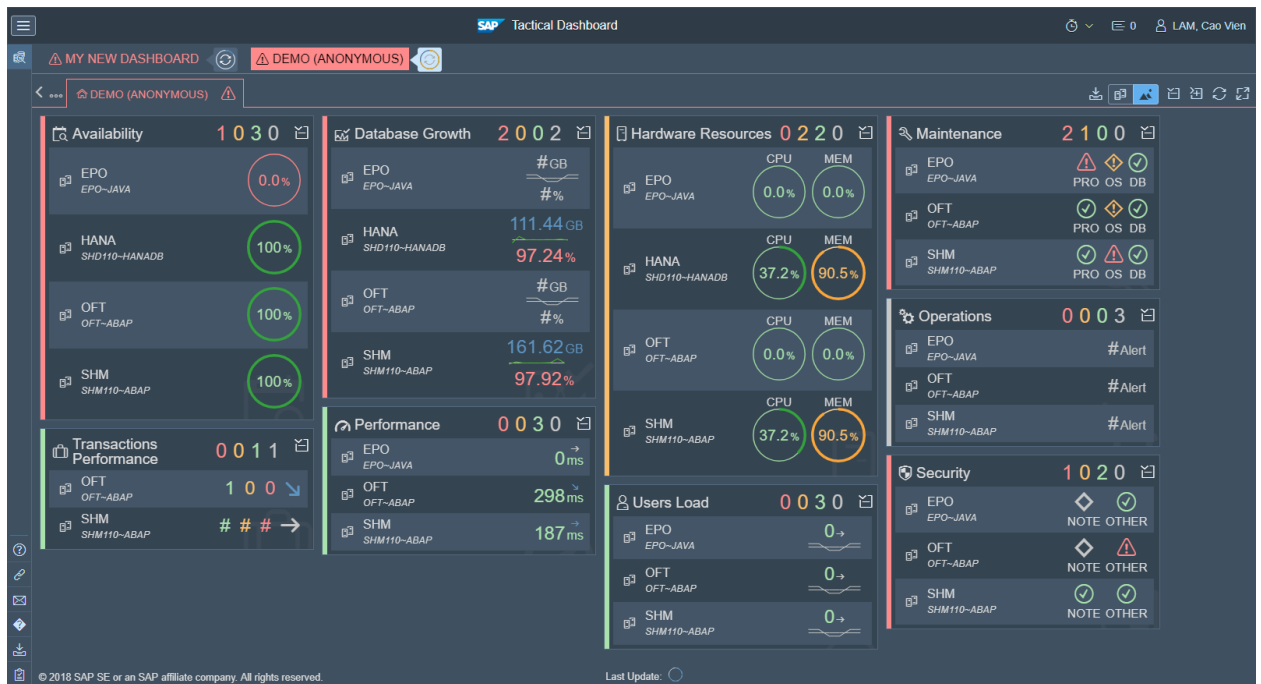 SAP Tactical Dashboard
0 LAM, Cao Vien
MY NEW DASHBOARD DEMO (ANONYMOUS)
DEMO (ANONYMOUS)
Availability 1 0 3 0
EPO
EPO~JAVA
0.0%
HANA
SHD110~HANADB
100%
OFT
OFT~ABAP
100%
SHM
SHM110~ABAP
100%
Transactions
Performance
0 0 1 1
OFT
OFT~ABAP
1 0 0
SHM
SHM110~ABAP
# # #
Database Growth 2 0 0 2
EPO
EPO~JAVA
#GB
#%
HANA
SHD110~HANADB
111.44 GB
97.24%
OFT
OFT~ABAP
#GB
#%
SHM
SHM110~ABAP
161.62 GB
97.92%
Performance 0 0 3 0
EPO
EPO~JAVA
0 ms
OFT
OFT~ABAP
298 ms
SHM
SHM110~ABAP
187 ms
Hardware Resources 0 2 2 0
CPU MEM
EPO
EPO~JAVA
0.0% 0.0%
CPU MEM
HANA
SHD110~HANADB
37.2% 90.5%
CPU MEM
OFT
OFT~ABAP
0.0% 0.0%
CPU MEM
SHM
SHM110~ABAP
37.2% 90.5%
Users Load 0 0 3 0
EPO
EPO~JAVA
0
OFT
OFT~ABAP
0
SHM
SHM110~ABAP
0
Maintenance 2 1 0 0
EPO
EPO~JAVA
PRO OS DB
OFT
OFT~ABAP
PRO OS DB
SHM
SHM110~ABAP
PRO OS DB
Operations 0 0 0 3
EPO
EPO~JAVA
#Alert
OFT
OFT~ABAP
#Alert
SHM
SHM110~ABAP
#Alert
Security 1 0 2 0
EPO
EPO~JAVA
NOTE OTHER
OFT
OFT~ABAP
NOTE OTHER
SHM
SHM110~ABAP
NOTE OTHER
© 2018 SAP SE or an SAP affiliate company. All rights reserved.
Last Update: